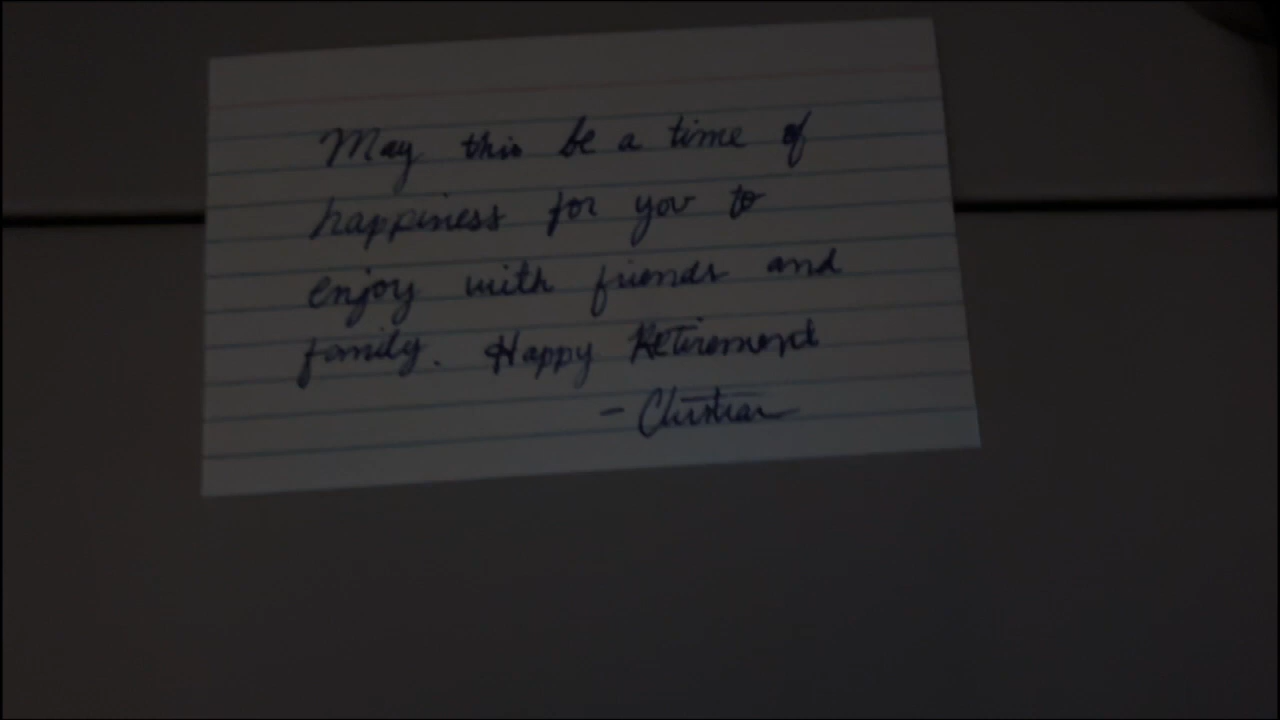 May this be a time of
happiness for you to
enjoy with friends and
family. Happy Retirement
- Christian